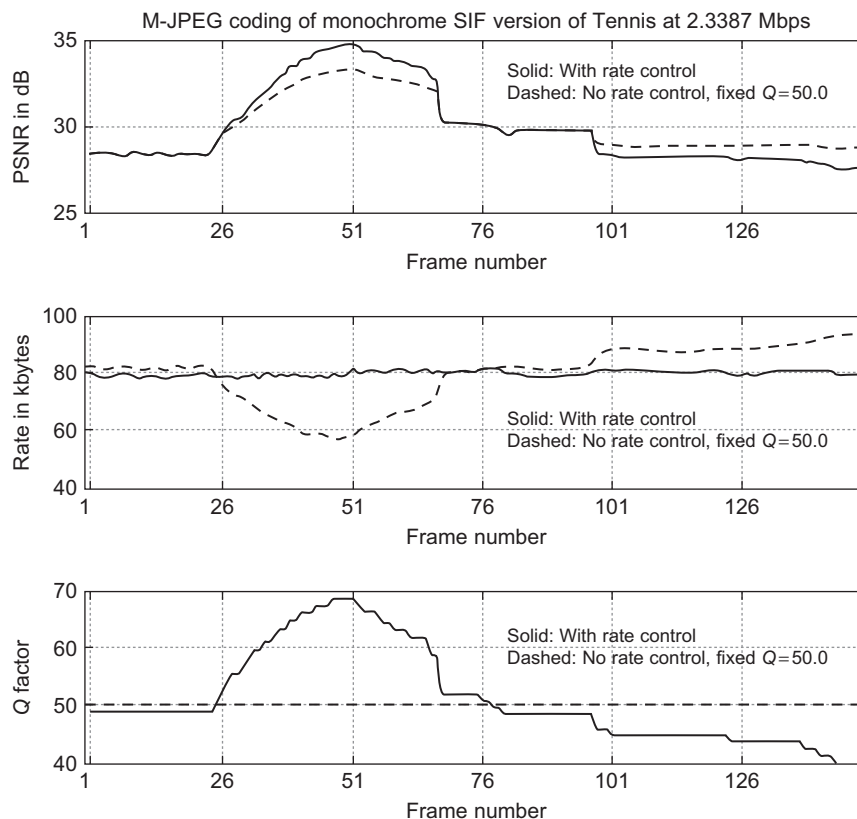 M-JPEG coding of monochrome SIF version of Tennis at 2.3387 Mbps
35
30
25
PSNR in dB
Solid: With rate control
Dashed: No rate control, fixed Q=50.0
1 26 51 76 101 126
Frame number
100
80
60
40
Rate in kbytes
Solid: With rate control
Dashed: No rate control, fixed Q=50.0
1 26 51 76 101 126
Frame number
70
60
50
40
Q factor
Solid: With rate control
Dashed: No rate control, fixed Q=50.0
1 26 51 76 101 126
Frame number